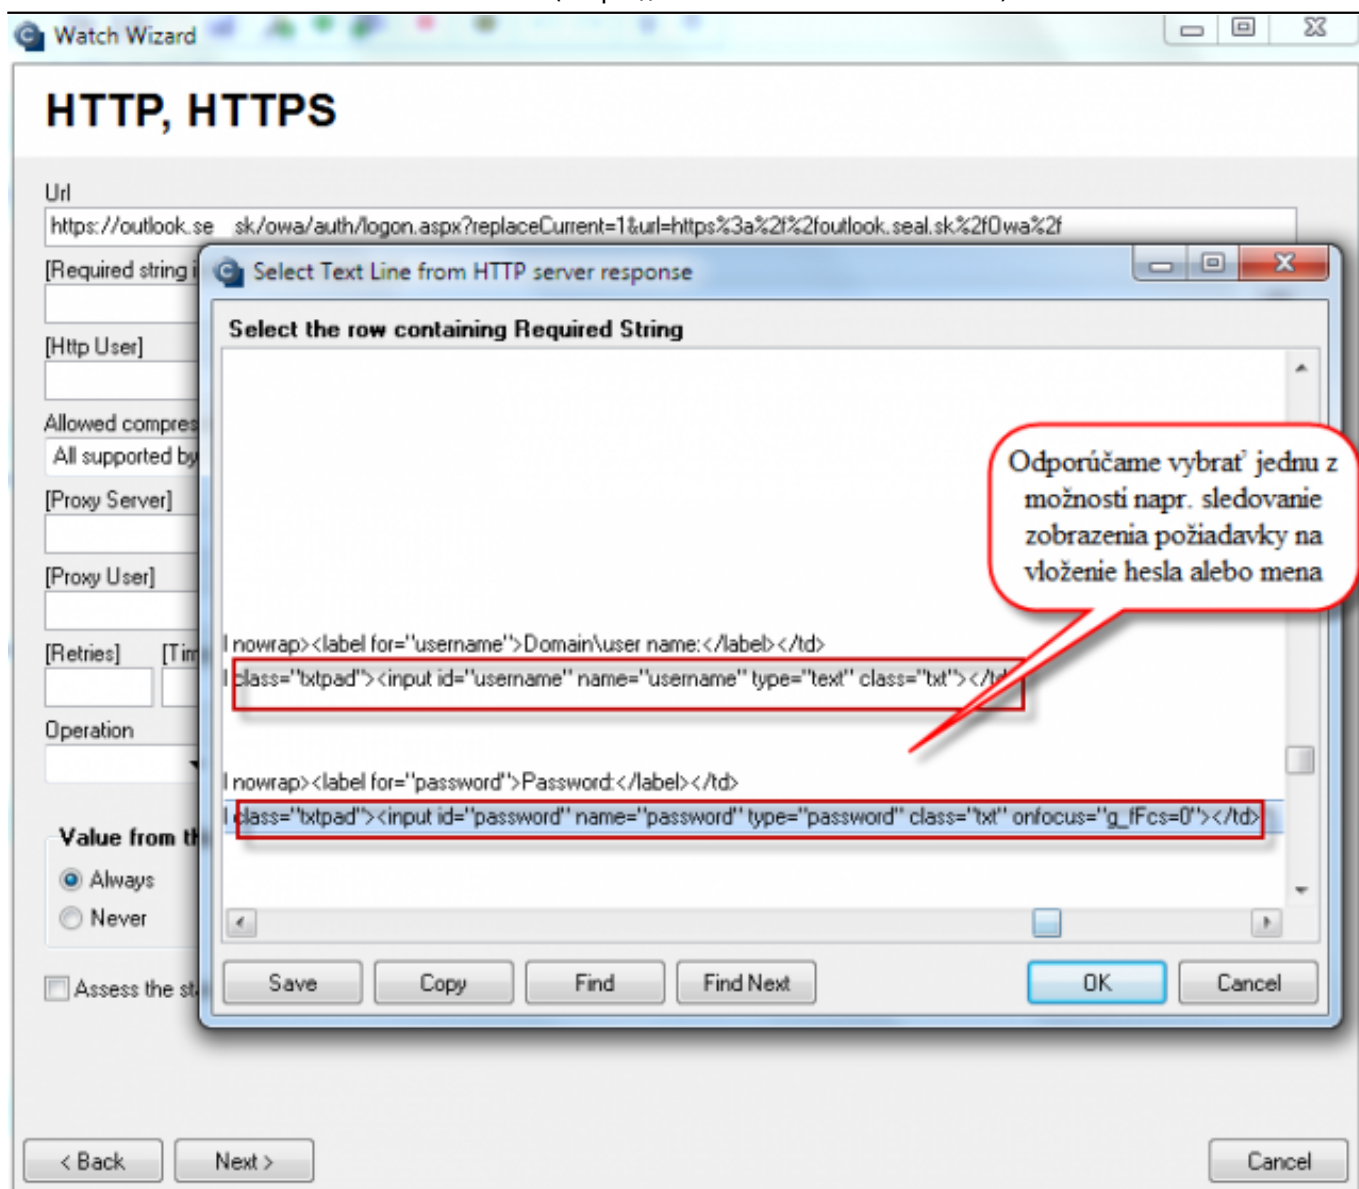 Watch Wizard
HTTP, HTTPS
Url
https://outlook.se sk/owa/auth/logon.aspx?replaceCurrent=1&url=https%3a%2f%2foutlook.seal.sk%2fOwa%2f
[Required string i
Select Text Line from HTTP server response
Select the row containing Required String
[Http User]
Allowed compres
All supported by
[Proxy Server]
[Proxy User]
[Retries] [Tim
Operation
Odporúčame vybrať jednu z
možností napr. sledovanie
zobrazenia požiadavky na
vloženie hesla alebo mena
l nowrap><label for="username">Domain\user name:</label></td>
l class="txtpad"><input id="username" name="username" type="text" class="txt"></td>
l nowrap><label for="password">Password:</label></td>
l class="txtpad"><input id="password" name="password" type="password" class="txt" onfocus="g_fFcs=0"></td>
Value from th
Always
Never
Assess the sta
Save Copy Find Find Next OK Cancel
< Back Next > Cancel